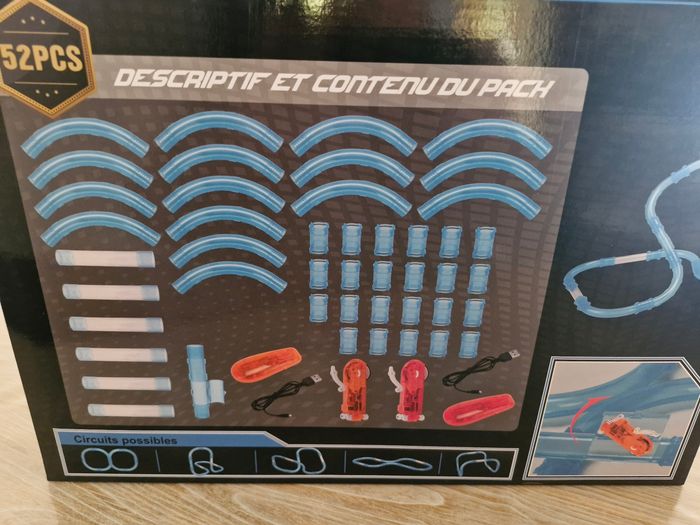 52PCS
DESCRIPTIF ET CONTENU DU PACK
Circuits possibles